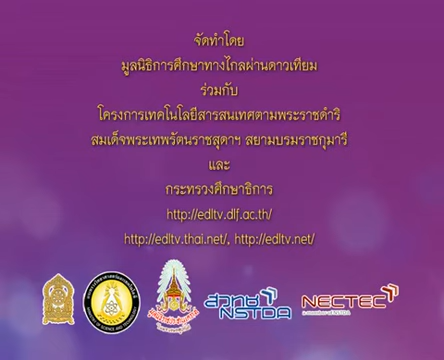 จัดทำโดย
มูลนิธิการศึกษาทางไกลผ่านดาวเทียม
ร่วมกับ
โครงการเทคโนโลยีสารสนเทศตามพระราชดำริ
สมเด็จพระเทพรัตนราชสุดาฯ สยามบรมราชกุมารี
และ
กระทรวงศึกษาธิการ
http://edltv.dlf.ac.th/
http://edltv.thai.net/, http://edltv.net/
สวทช
NSTDA
NECTEC
a member of NSTDA